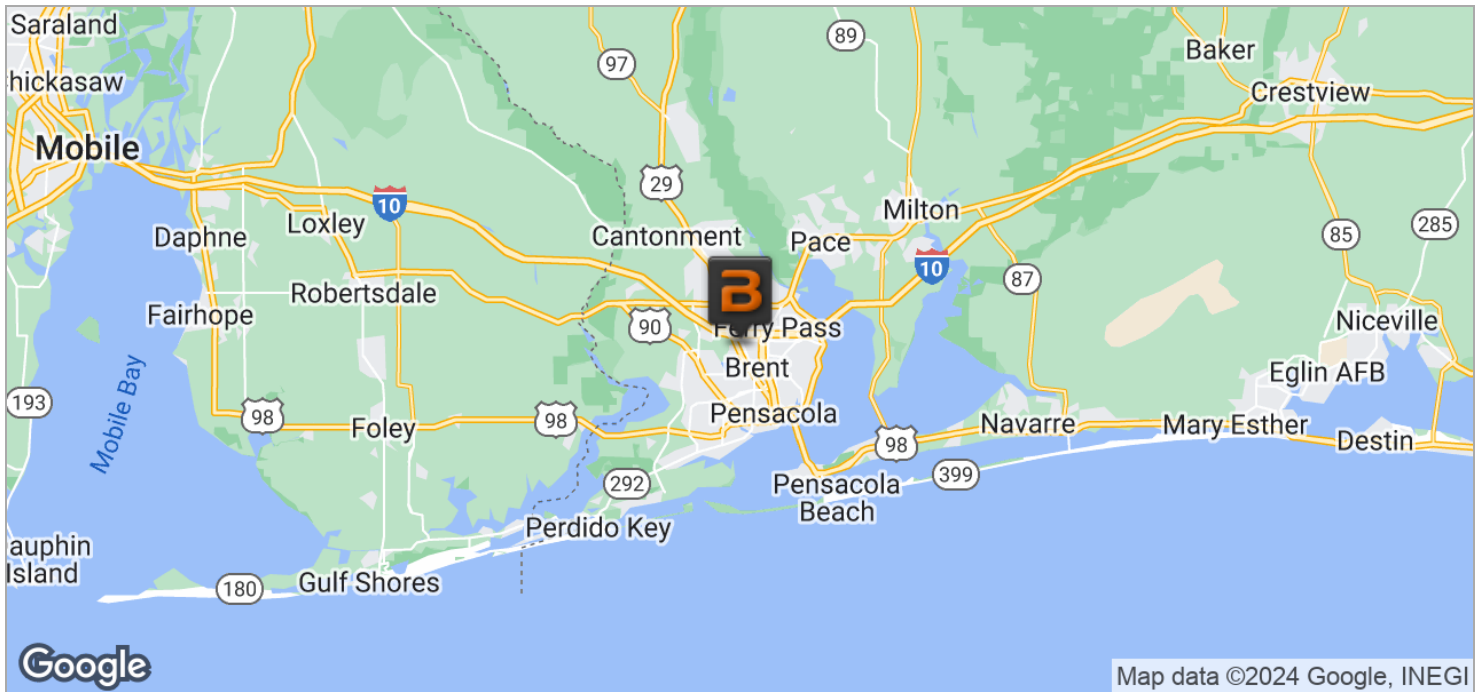 Saraland
89
Baker
97
hickasaw
Crestview
Mobile
29
10
Milton
Loxley
Cantonment
Pace
85
285
Daphne
10
87
B
Robertsdale
Fairhope
90
Ferry Pass
Niceville
Brent
Eglin AFB
Mobile Bay
193
98
98
Pensacola
Foley
98
Navarre
Mary Esther
Destin
292
Pensacola
Beach
399
Perdido Key
auphin
Island
180
Gulf Shores
Google
Map data ©2024 Google, INEGI